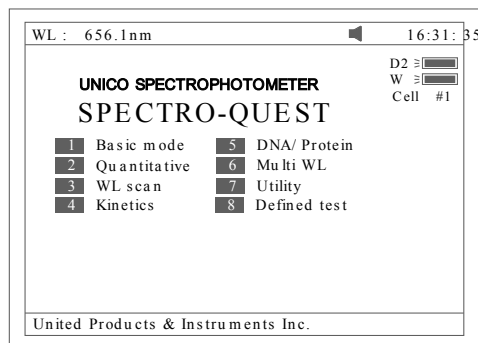 WL : 656.1nm 16:31: 35
D2
W
Cell #1
UNICO SPECTROPHOTOMETER
SPECTRO-QUEST
1 Basic mode 5 DNA/ Protein
2 Quantitative 6 Multi WL
3 WL scan 7 Utility
4 Kinetics 8 Defined test
United Products & Instruments Inc.